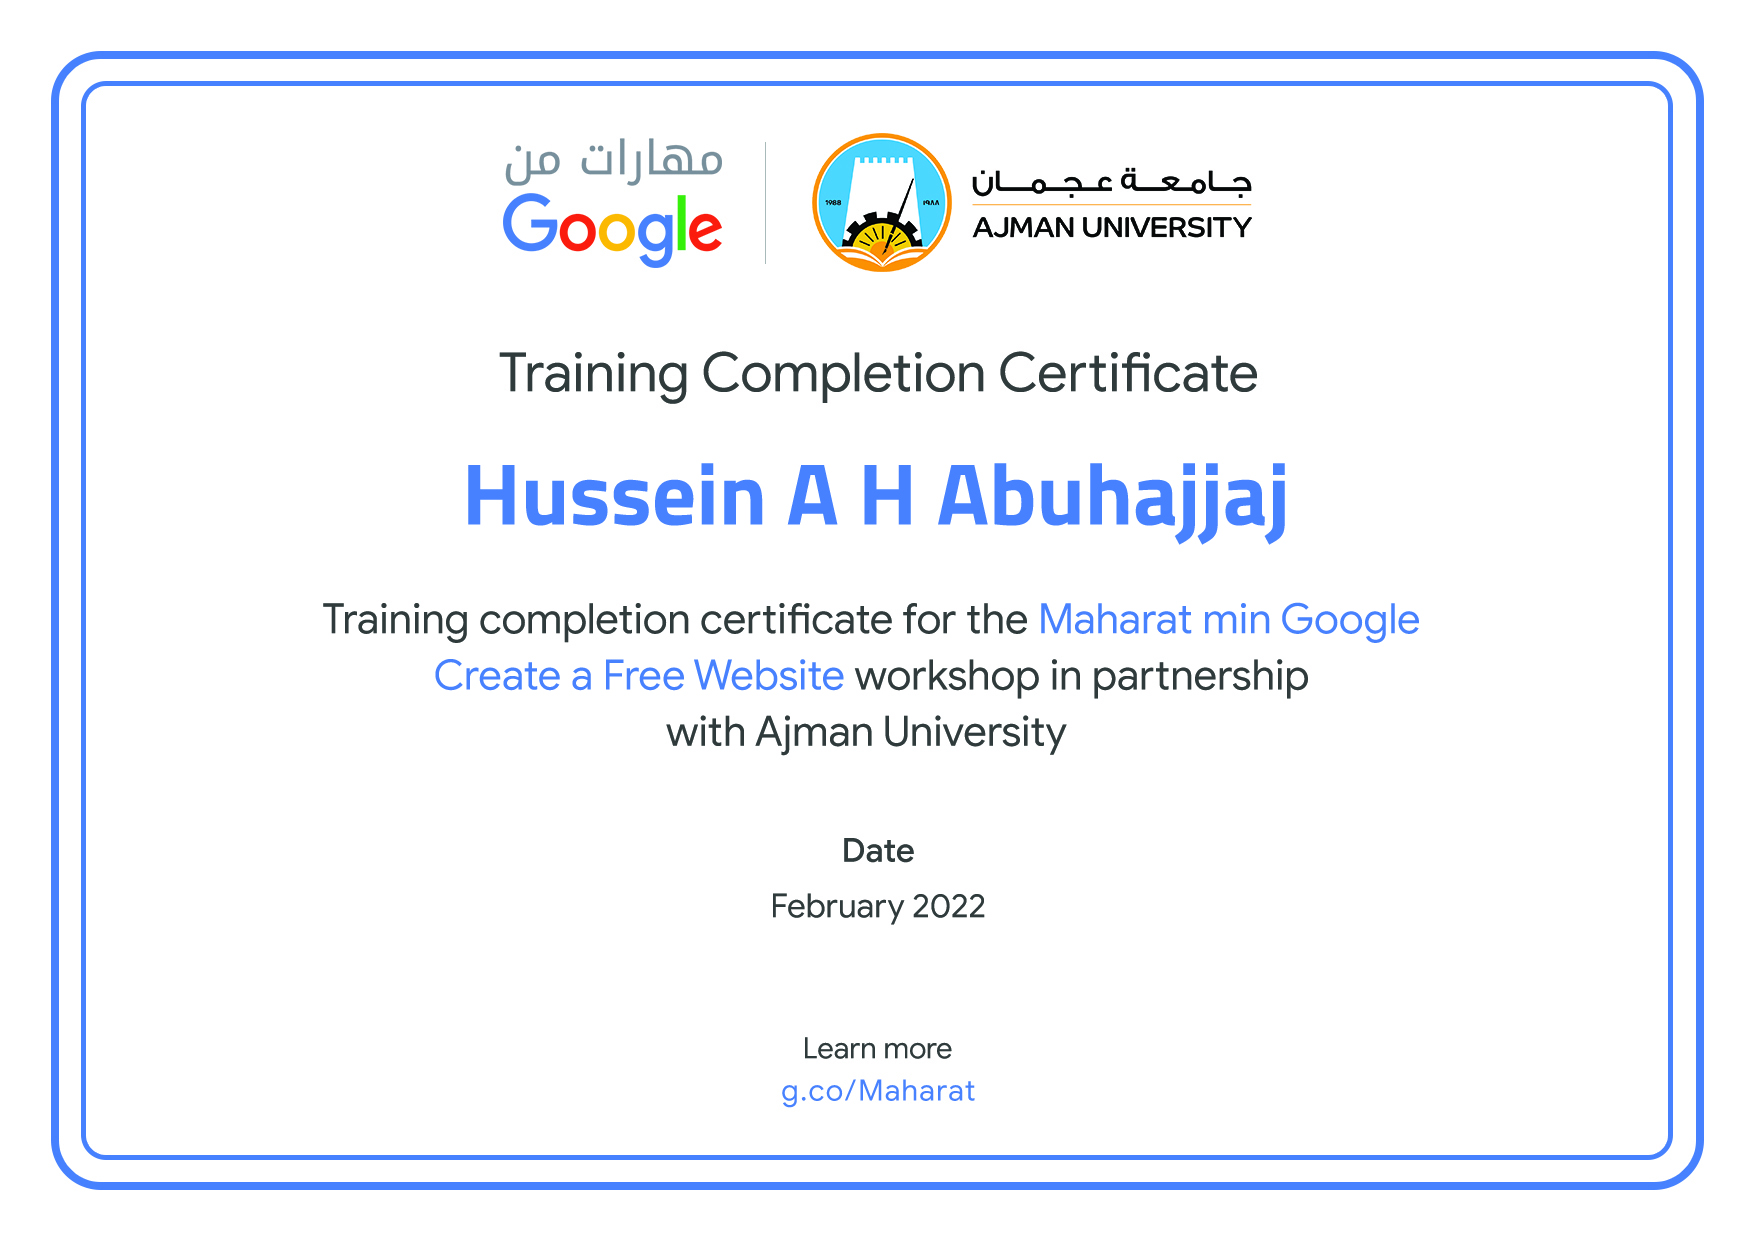 مهارات من
Google
1988
١٩٨٨
جامعة عجمان
AJMAN UNIVERSITY
Training Completion Certificate
Hussein A H Abuhajjaj
Training completion certificate for the Maharat min Google
Create a Free Website workshop in partnership
with Ajman University
Date
February 2022
Learn more
g.co/Maharat